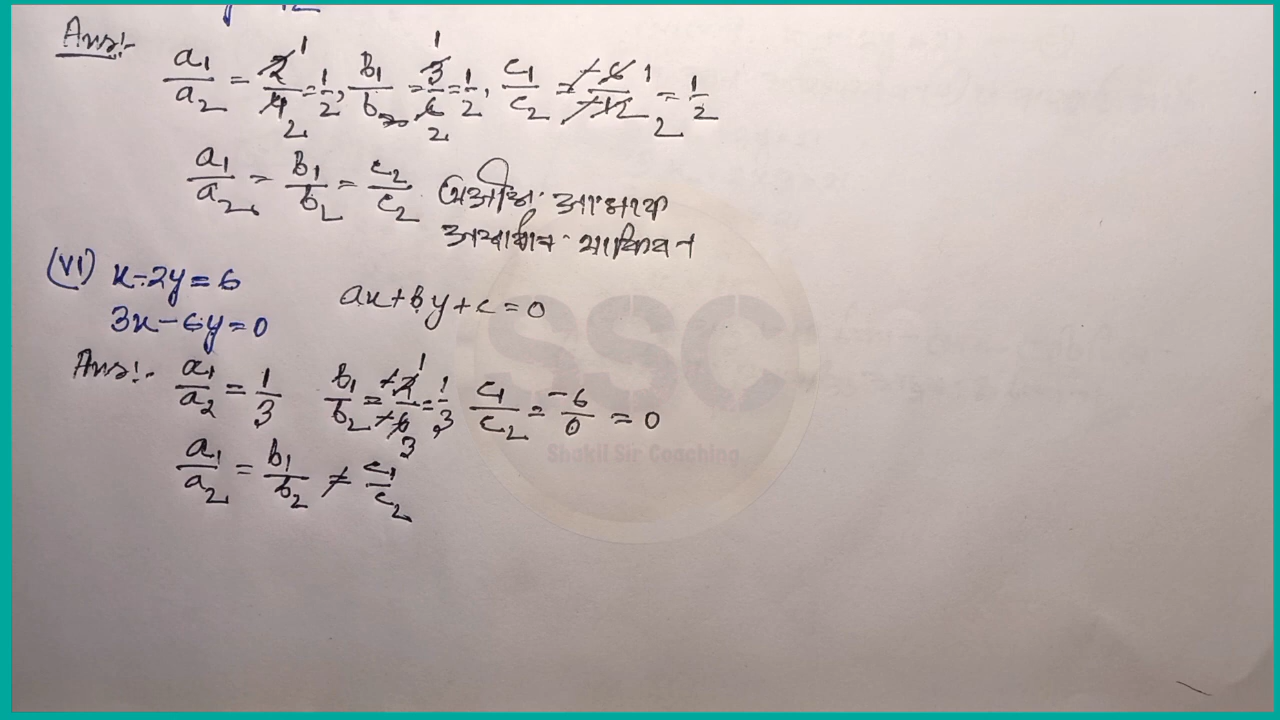 Ans:-
a1/a2 = 2/4 = 1/2, b1/b2 = 3/6 = 1/2, c1/c2 = -6/-12 = 1/2
a1/a2 = b1/b2 = c2/c2
(VI) x-2y=6
ax+by+c=0
3x-6y=0
Ans:- a1/a2 = 1/3 b1/b2 = -2/-6 = 1/3 c1/c2 = -6/0 = 0
a1/a2 = b1/b2 ≠ c1/c2
SSC
Shakil Sir Coaching